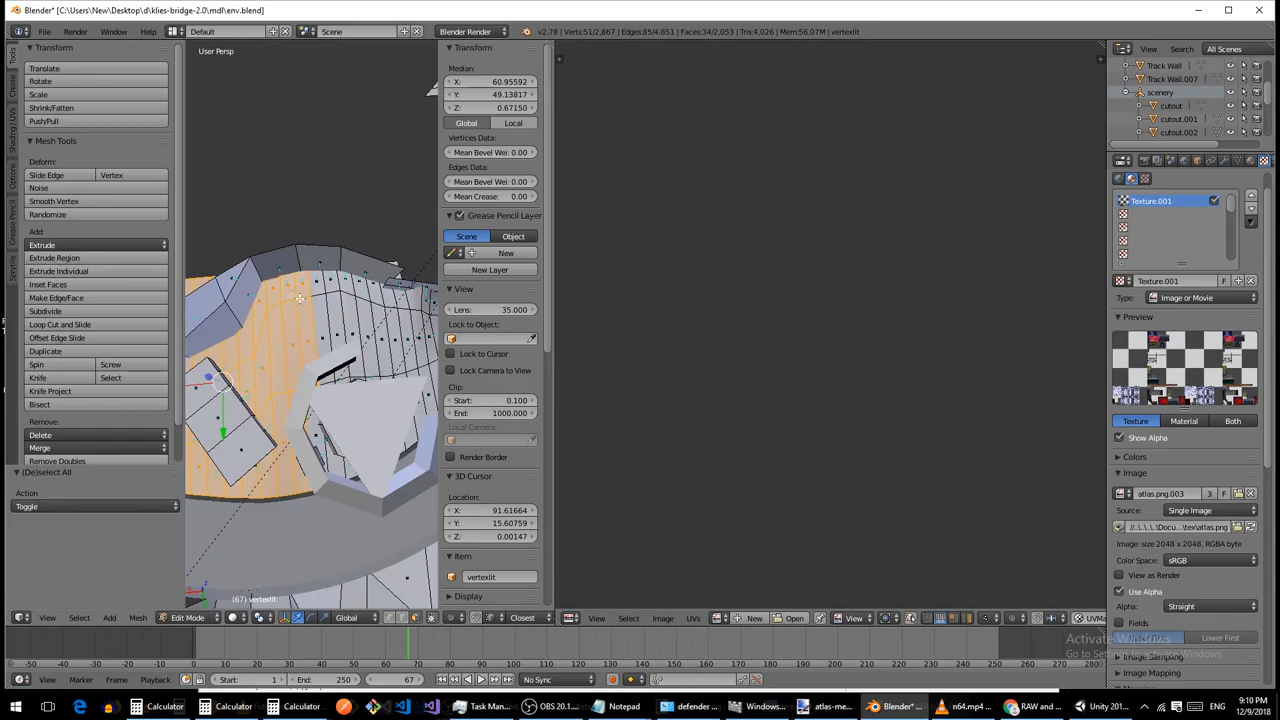 Blender* [C:\Users\New\Desktop\d\klies-bridge-2.0\mdl\env.blend]
File Render Window Help Default Scene Blender Render v2.78 | Verts:51/2,867 | Edges:85/4,851 | Faces:34/2,053 | Tris:4,026 | Mem:56.07M | vertexlit View Search All Scenes
Transform
Translate
Rotate
Scale
Shrink/Fatten
Push/Pull
Mesh Tools
Deform:
Slide Edge Vertex
Noise
Smooth Vertex
Randomize
Add:
Extrude
Extrude Region
Extrude Individual
Inset Faces
Make Edge/Face
Subdivide
Loop Cut and Slide
Offset Edge Slide
Duplicate
Spin Screw
Knife Select
Knife Project
Bisect
Remove:
Delete
Merge
Remove Doubles
(De)select All
Action
Toggle
Tools
Create
Shading / UVs
Options
Grease Pencil
Sprytile
User Persp
(67) vertexlit
Transform
Median:
X: 60.95592
Y: 49.13817
Z: 0.67150
Global Local
Vertices Data:
Mean Bevel Wei: 0.00
Edges Data:
Mean Bevel Wei: 0.00
Mean Crease: 0.00
Grease Pencil Layer
Scene Object
New
New Layer
View
Lens: 35.000
Lock to Object:
Lock to Cursor
Lock Camera to View
Clip:
Start: 0.100
End: 1000.000
Local Camera:
Render Border
3D Cursor
Location:
X: 91.61664
Y: 15.60759
Z: 0.00147
Item
vertexlit
Display
Track Wall
Track Wall.007
scenery
cutout
cutout.001
cutout.002
Texture.001
Texture.001 F
Type: Image or Movie
Preview
Texture Material Both
Show Alpha
Colors
Image
atlas.png.003 3 F
Source: Single Image
//..\..\..\..\Docu...\tex\atlas.png
Image: size 2048 x 2048, RGBA byte
Color Space: sRGB
View as Render
Use Alpha
Alpha: Straight
Fields
Lower First
Image Sampling
Image Mapping
View Select Add Mesh Edit Mode Global Closest View Select Image UVs New Open View UVMa
Activate Windows
Go to Settings to activate Windows.
-50 -40 -30 -20 -10 0 10 20 30 40 50 60 70 80 90 100 110 120 130 140 150 160 170 180 190 200 210 220 230 240 250 260 270 280
View Marker Frame Playback Start: 1 End: 250 67 No Sync
Calculator Calculator Calculator Task Man... OBS 20.1... Notepad defender ... Windows... atlas-me... Blender* ... n64.mp4 ... RAW and ... Unity 201... 9:10 PM
12/9/2018